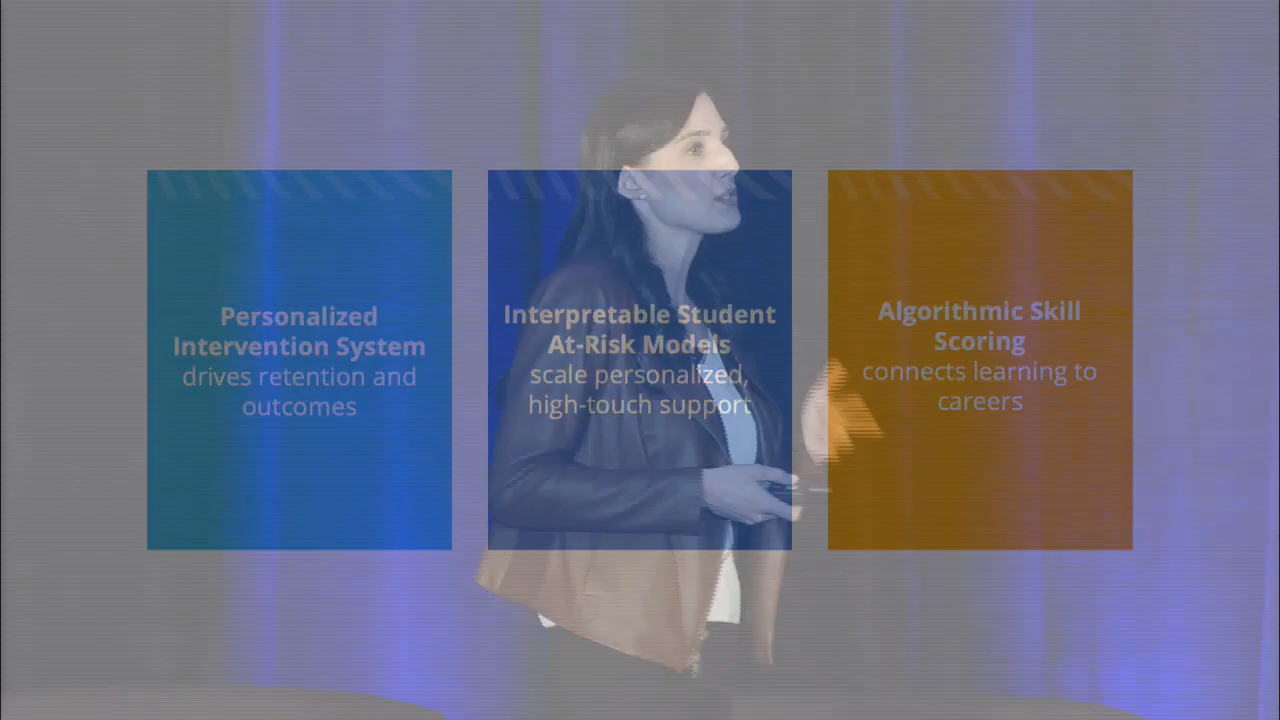 Personalized
Intervention System
drives retention and
outcomes
Interpretable Student
At-Risk Models
scale personalized,
high-touch support
Algorithmic Skill
Scoring
connects learning to
careers